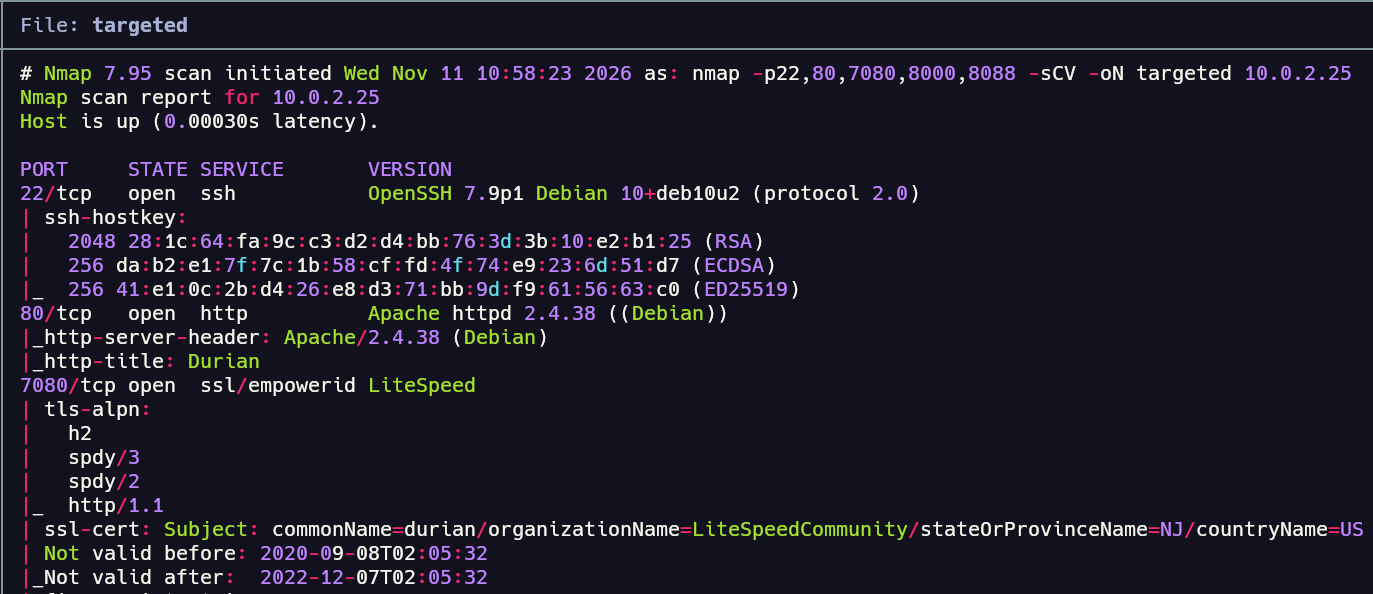 File: targeted
# Nmap 7.95 scan initiated Wed Nov 11 10:58:23 2026 as: nmap -p22,80,7080,8000,8088 -sCV -oN targeted 10.0.2.25
Nmap scan report for 10.0.2.25
Host is up (0.00030s latency).
PORT     STATE SERVICE       VERSION
22/tcp   open  ssh           OpenSSH 7.9p1 Debian 10+deb10u2 (protocol 2.0)
| ssh-hostkey:
|   2048 28:1c:64:fa:9c:c3:d2:d4:bb:76:3d:3b:10:e2:b1:25 (RSA)
|   256 da:b2:e1:7f:7c:1b:58:cf:fd:4f:74:e9:23:6d:51:d7 (ECDSA)
|_  256 41:e1:0c:2b:d4:26:e8:d3:71:bb:9d:f9:61:56:63:c0 (ED25519)
80/tcp   open  http          Apache httpd 2.4.38 ((Debian))
|_http-server-header: Apache/2.4.38 (Debian)
|_http-title: Durian
7080/tcp open  ssl/empowerid LiteSpeed
| tls-alpn:
|   h2
|   spdy/3
|   spdy/2
|_  http/1.1
| ssl-cert: Subject: commonName=durian/organizationName=LiteSpeedCommunity/stateOrProvinceName=NJ/countryName=US
| Not valid before: 2020-09-08T02:05:32
|_Not valid after:  2022-12-07T02:05:32